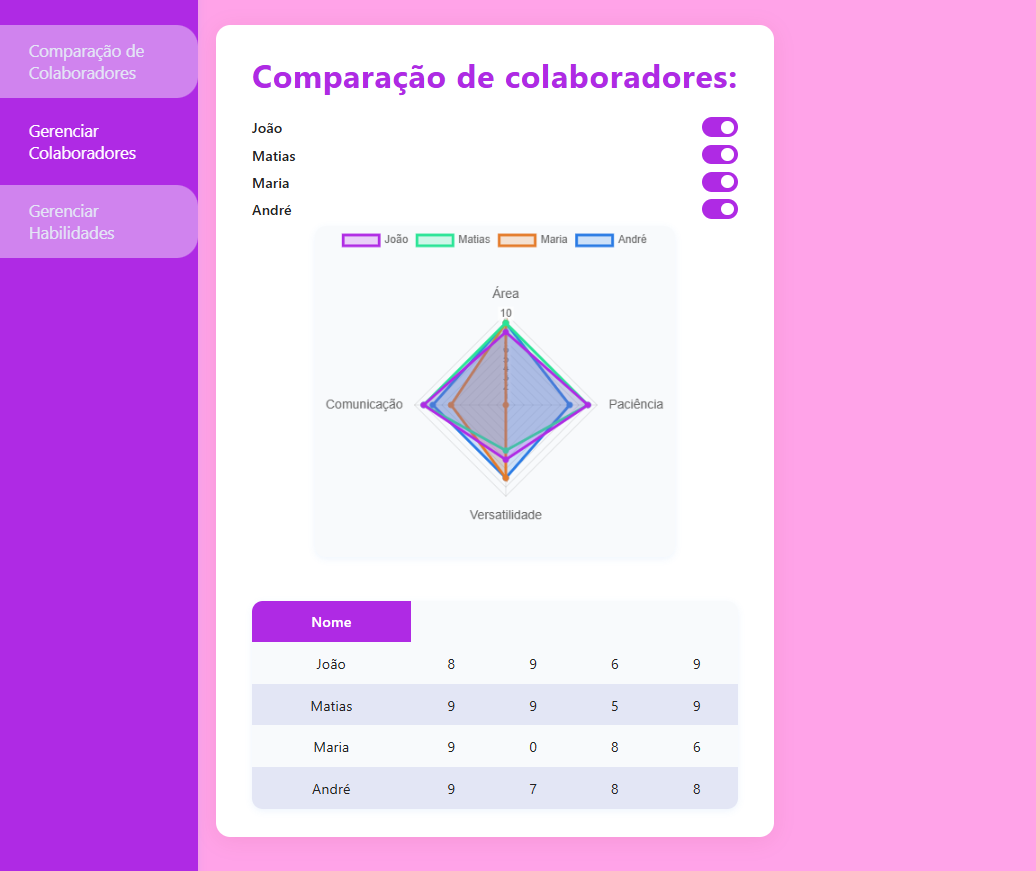 Comparação de
Colaboradores
Gerenciar
Colaboradores
Gerenciar
Habilidades
Comparação de colaboradores:
João
Matias
Maria
André
João Matias Maria André
Área
10
Comunicação
Paciência
Versatilidade
Nome
João 8 9 6 9
Matias 9 9 5 9
Maria 9 0 8 6
André 9 7 8 8